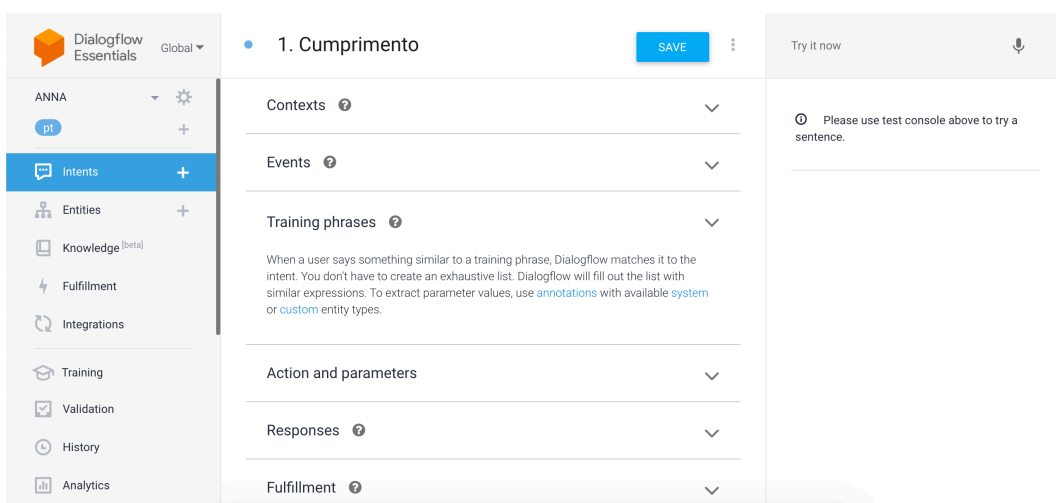 Dialogflow
Essentials
Global
ANNA
pt
Intents
Entities
Knowledge [beta]
Fulfillment
Integrations
Training
Validation
History
Analytics
1. Cumprimento
SAVE
Contexts
Events
Training phrases
When a user says something similar to a training phrase, Dialogflow matches it to the
intent. You don't have to create an exhaustive list. Dialogflow will fill out the list with
similar expressions. To extract parameter values, use annotations with available system
or custom entity types.
Action and parameters
Responses
Fulfillment
Try it now
Please use test console above to try a
sentence.